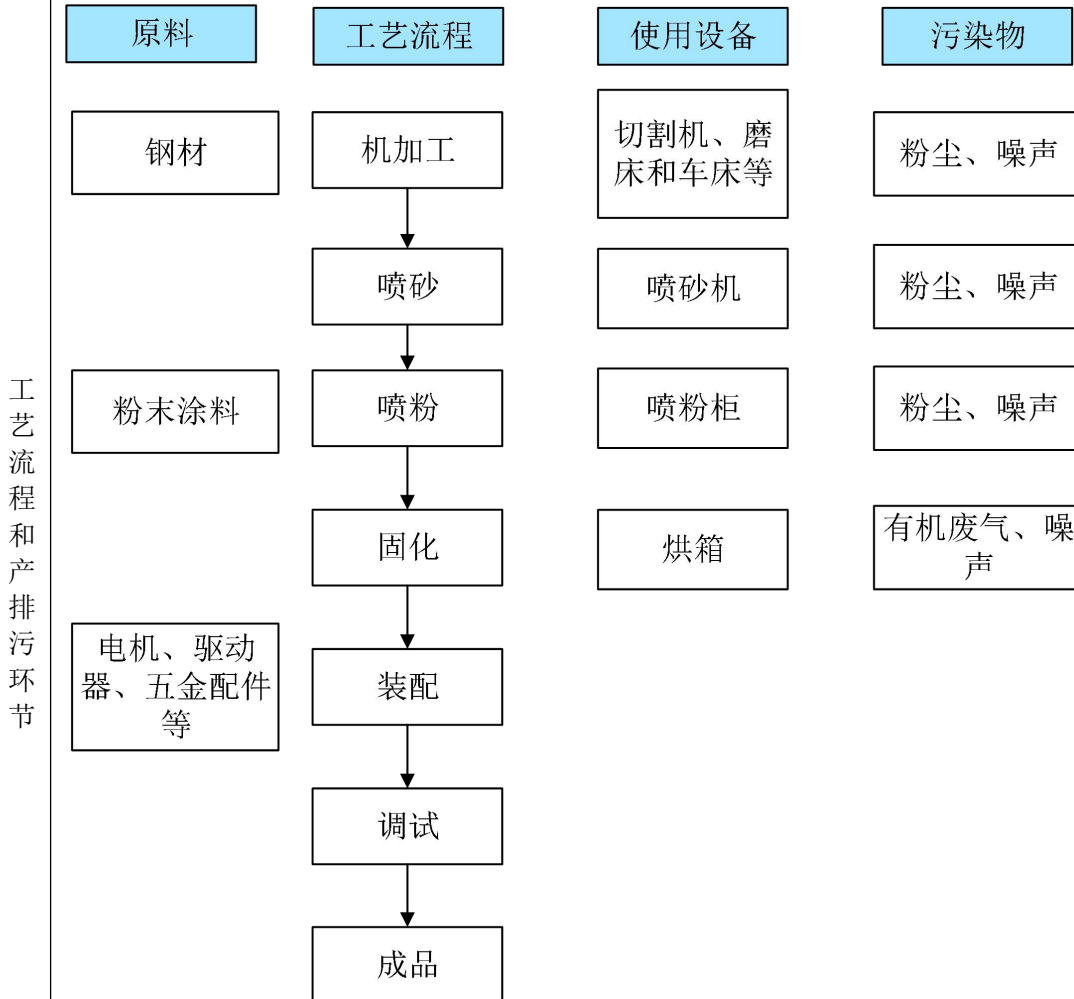 原料
工艺流程
使用设备
污染物
钢材
机加工
切割机、磨
床和车床等
粉尘、噪声
喷砂
喷砂机
粉尘、噪声
粉末涂料
喷粉
喷粉柜
粉尘、噪声
固化
烘箱
有机废气、噪
声
电机、驱动
器、五金配件
等
装配
调试
成品
工
艺
流
程
和
产
排
污
环
节